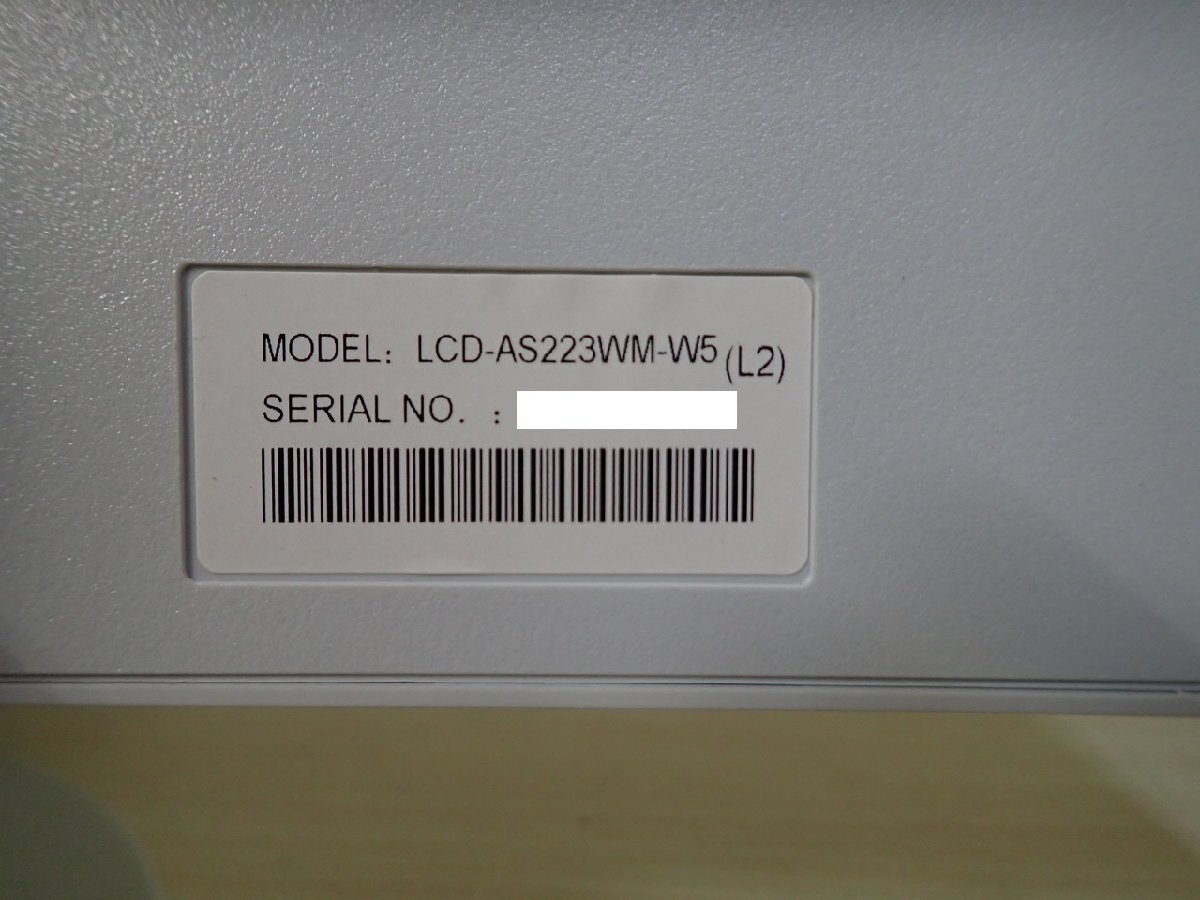 MODEL: LCD-AS223WM-W5 (L2)
SERIAL NO. :